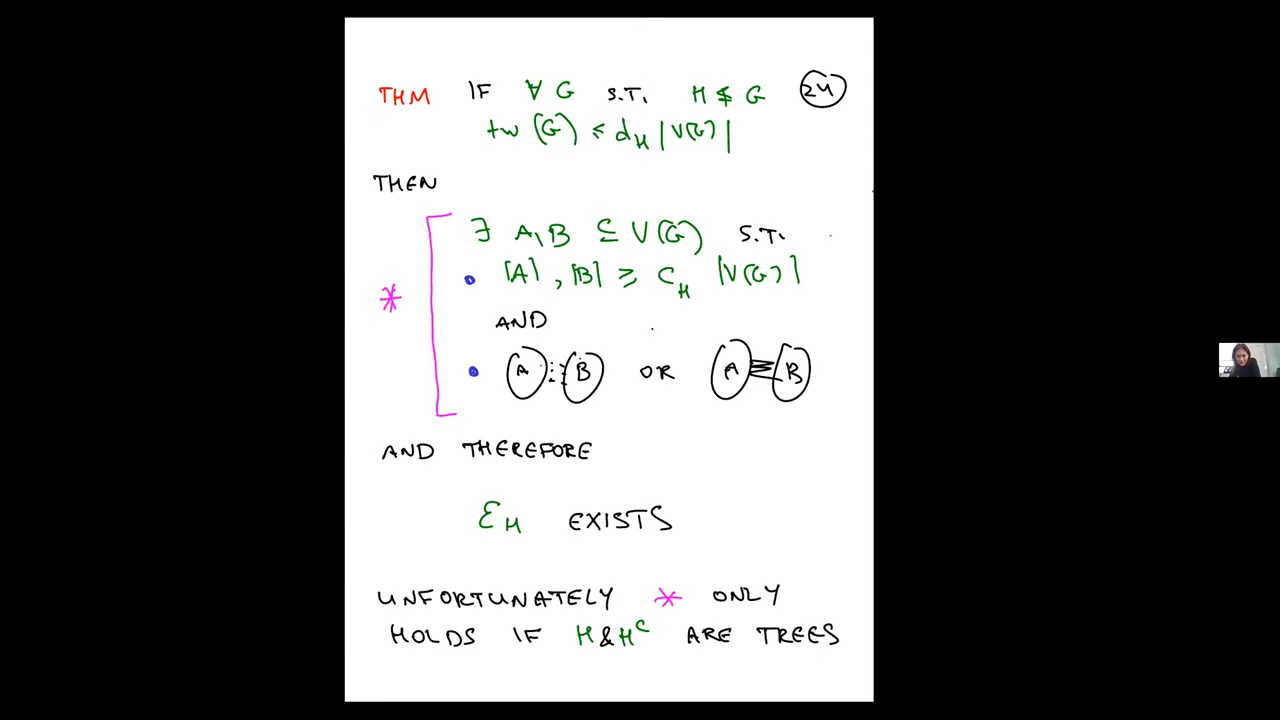 THM IF ∀ G S.T. H ≰ G 24
tw(G) ≤ d_H |V(G)|
THEN
∃ A,B ⊆ V(G) S.T.
• |A|, |B| ≥ C_H |V(G)|
* AND
• A B OR A B
AND THEREFORE
ε_H EXISTS
UNFORTUNATELY * ONLY
HOLDS IF H & H^c ARE TREES